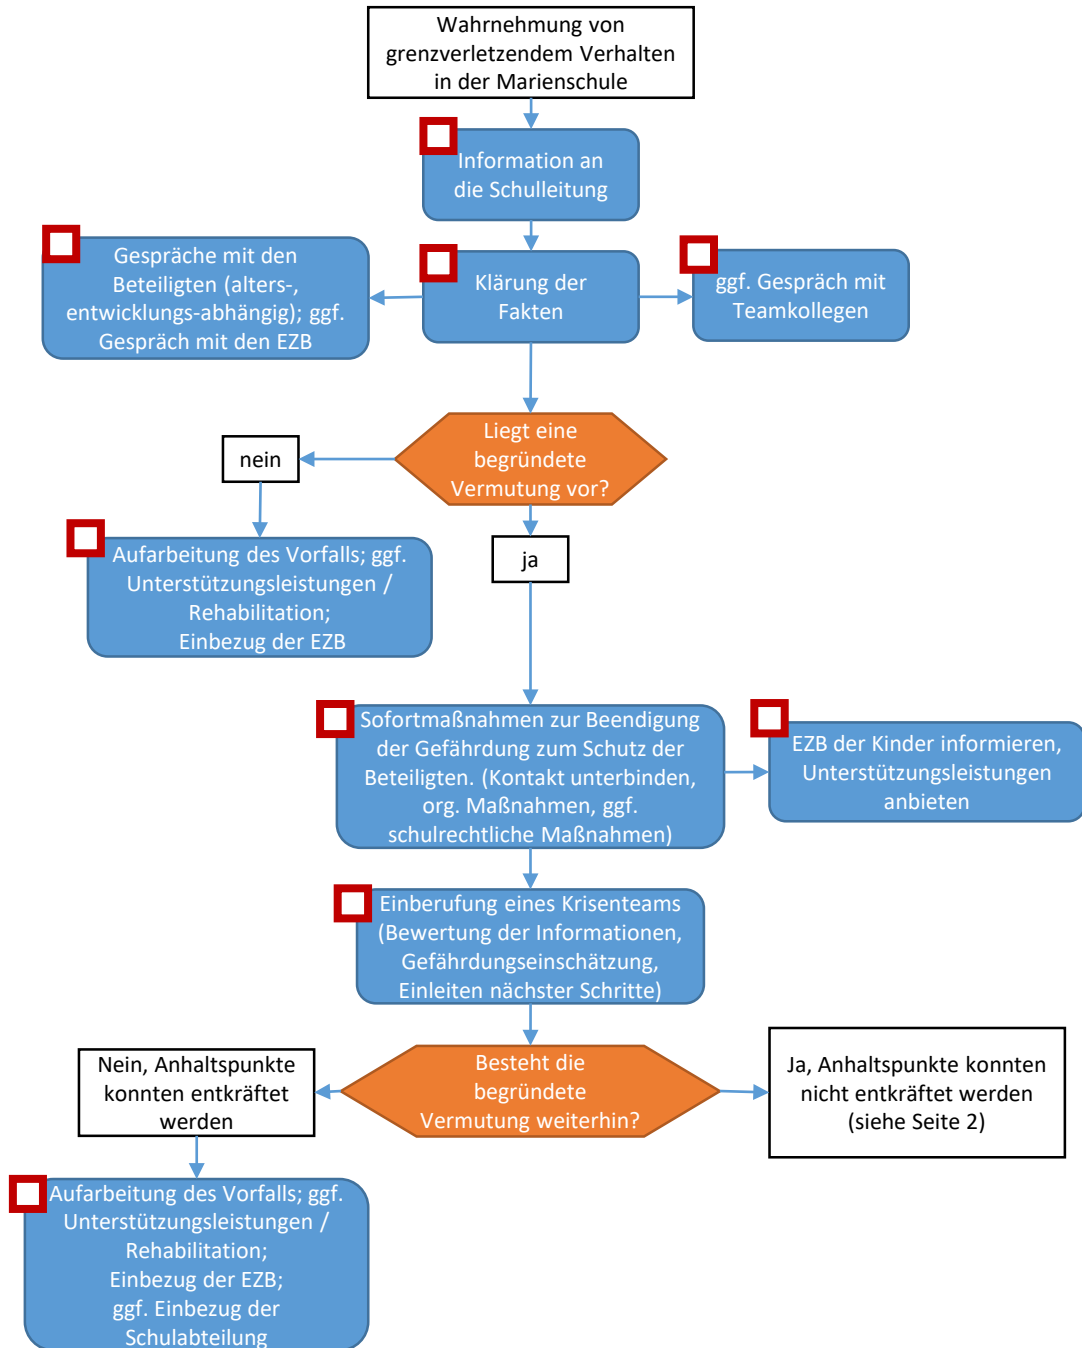 Wahrnehmung von
grenzverletzendem Verhalten
in der Marienschule
Information an
die Schulleitung
Gespräche mit den
Beteiligten (alters-,
entwicklungs-abhängig); ggf.
Gespräch mit den EZB
Klärung der
Fakten
ggf. Gespräch mit
Teamkollegen
Liegt eine
begründete
Vermutung vor?
nein
ja
Aufarbeitung des Vorfalls; ggf.
Unterstützungsleistungen /
Rehabilitation;
Einbezug der EZB
Sofortmaßnahmen zur Beendigung
der Gefährdung zum Schutz der
Beteiligten. (Kontakt unterbinden,
org. Maßnahmen, ggf.
schulrechtliche Maßnahmen)
EZB der Kinder informieren,
Unterstützungsleistungen
anbieten
Einberufung eines Krisenteams
(Bewertung der Informationen,
Gefährdungseinschätzung,
Einleiten nächster Schritte)
Nein, Anhaltspunkte
konnten entkräftet
werden
Besteht die
begründete
Vermutung weiterhin?
Ja, Anhaltspunkte konnten
nicht entkräftet werden
(siehe Seite 2)
Aufarbeitung des Vorfalls; ggf.
Unterstützungsleistungen /
Rehabilitation;
Einbezug der EZB;
ggf. Einbezug der
Schulabteilung